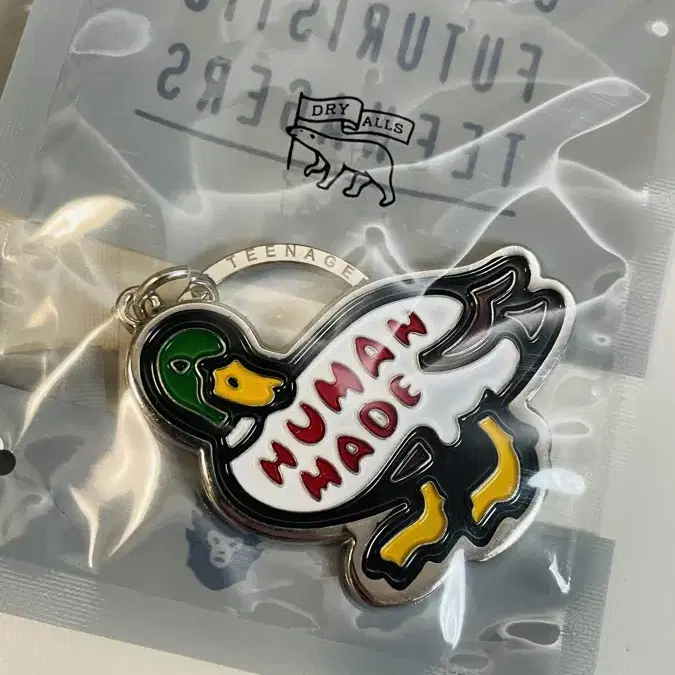 FUTURISTIC
TEENAGERS
DRY ALLS
TEENAGE
HUMAN
MADE